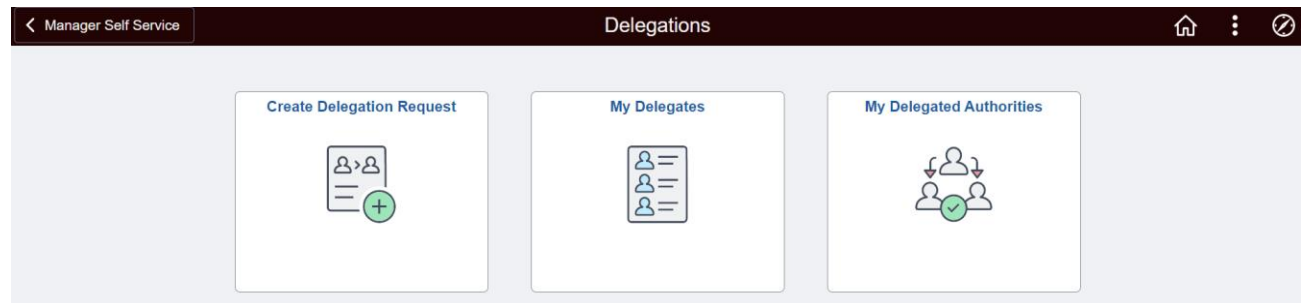 Manager Self Service
Delegations
Create Delegation Request
My Delegates
My Delegated Authorities